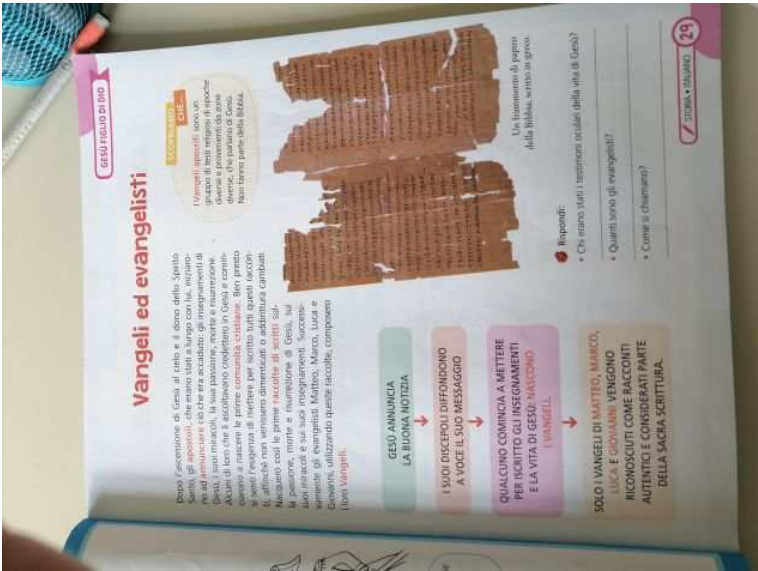 GESÙ FIGLIO DI DIO
Vangeli ed evangelisti
Dopo l'ascensione di Gesù al cielo e il dono dello Spirito
Santo, gli apostoli, che erano stati a lungo con lui, iniziaro-
no ad annunciare ciò che era accaduto: gli insegnamenti di
Gesù, i suoi miracoli, la sua passione, morte e risurrezione.
Alcuni di loro che li ascoltavano credettero in Gesù e comin-
ciarono a nascere le prime comunità cristiane. Ben presto
si sentì l'esigenza di mettere per iscritto tutti questi raccon-
ti, affinché non venissero dimenticati o addirittura cambiati.
Nacquero così le prime raccolte di scritti sul-
la passione, morte e risurrezione di Gesù, sui
suoi miracoli e sui suoi insegnamenti. Successi-
vamente gli evangelisti Matteo, Marco, Luca e
Giovanni, utilizzando queste raccolte, composero
i loro Vangeli.
CHE...
I Vangeli apocrifi sono un
gruppo di testi religiosi di epoche
diverse e provenienti da zone
diverse, che parlano di Gesù.
Non fanno parte della Bibbia.
Un frammento di papiro
della Bibbia, scritto in greco.
GESÙ ANNUNCIA
LA BUONA NOTIZIA
I SUOI DISCEPOLI DIFFONDONO
A VOCE IL SUO MESSAGGIO
QUALCUNO COMINCIA A METTERE
PER ISCRITTO GLI INSEGNAMENTI
E LA VITA DI GESÙ: NASCONO
I VANGELI.
SOLO I VANGELI DI MATTEO, MARCO,
LUCA E GIOVANNI VENGONO
RICONOSCIUTI COME RACCONTI
AUTENTICI E CONSIDERATI PARTE
DELLA SACRA SCRITTURA.
Rispondi:
• Chi erano stati i testimoni oculari della vita di Gesù?
• Quanti sono gli evangelisti?
• Come si chiamano?
STORIA • ITALIANO
29